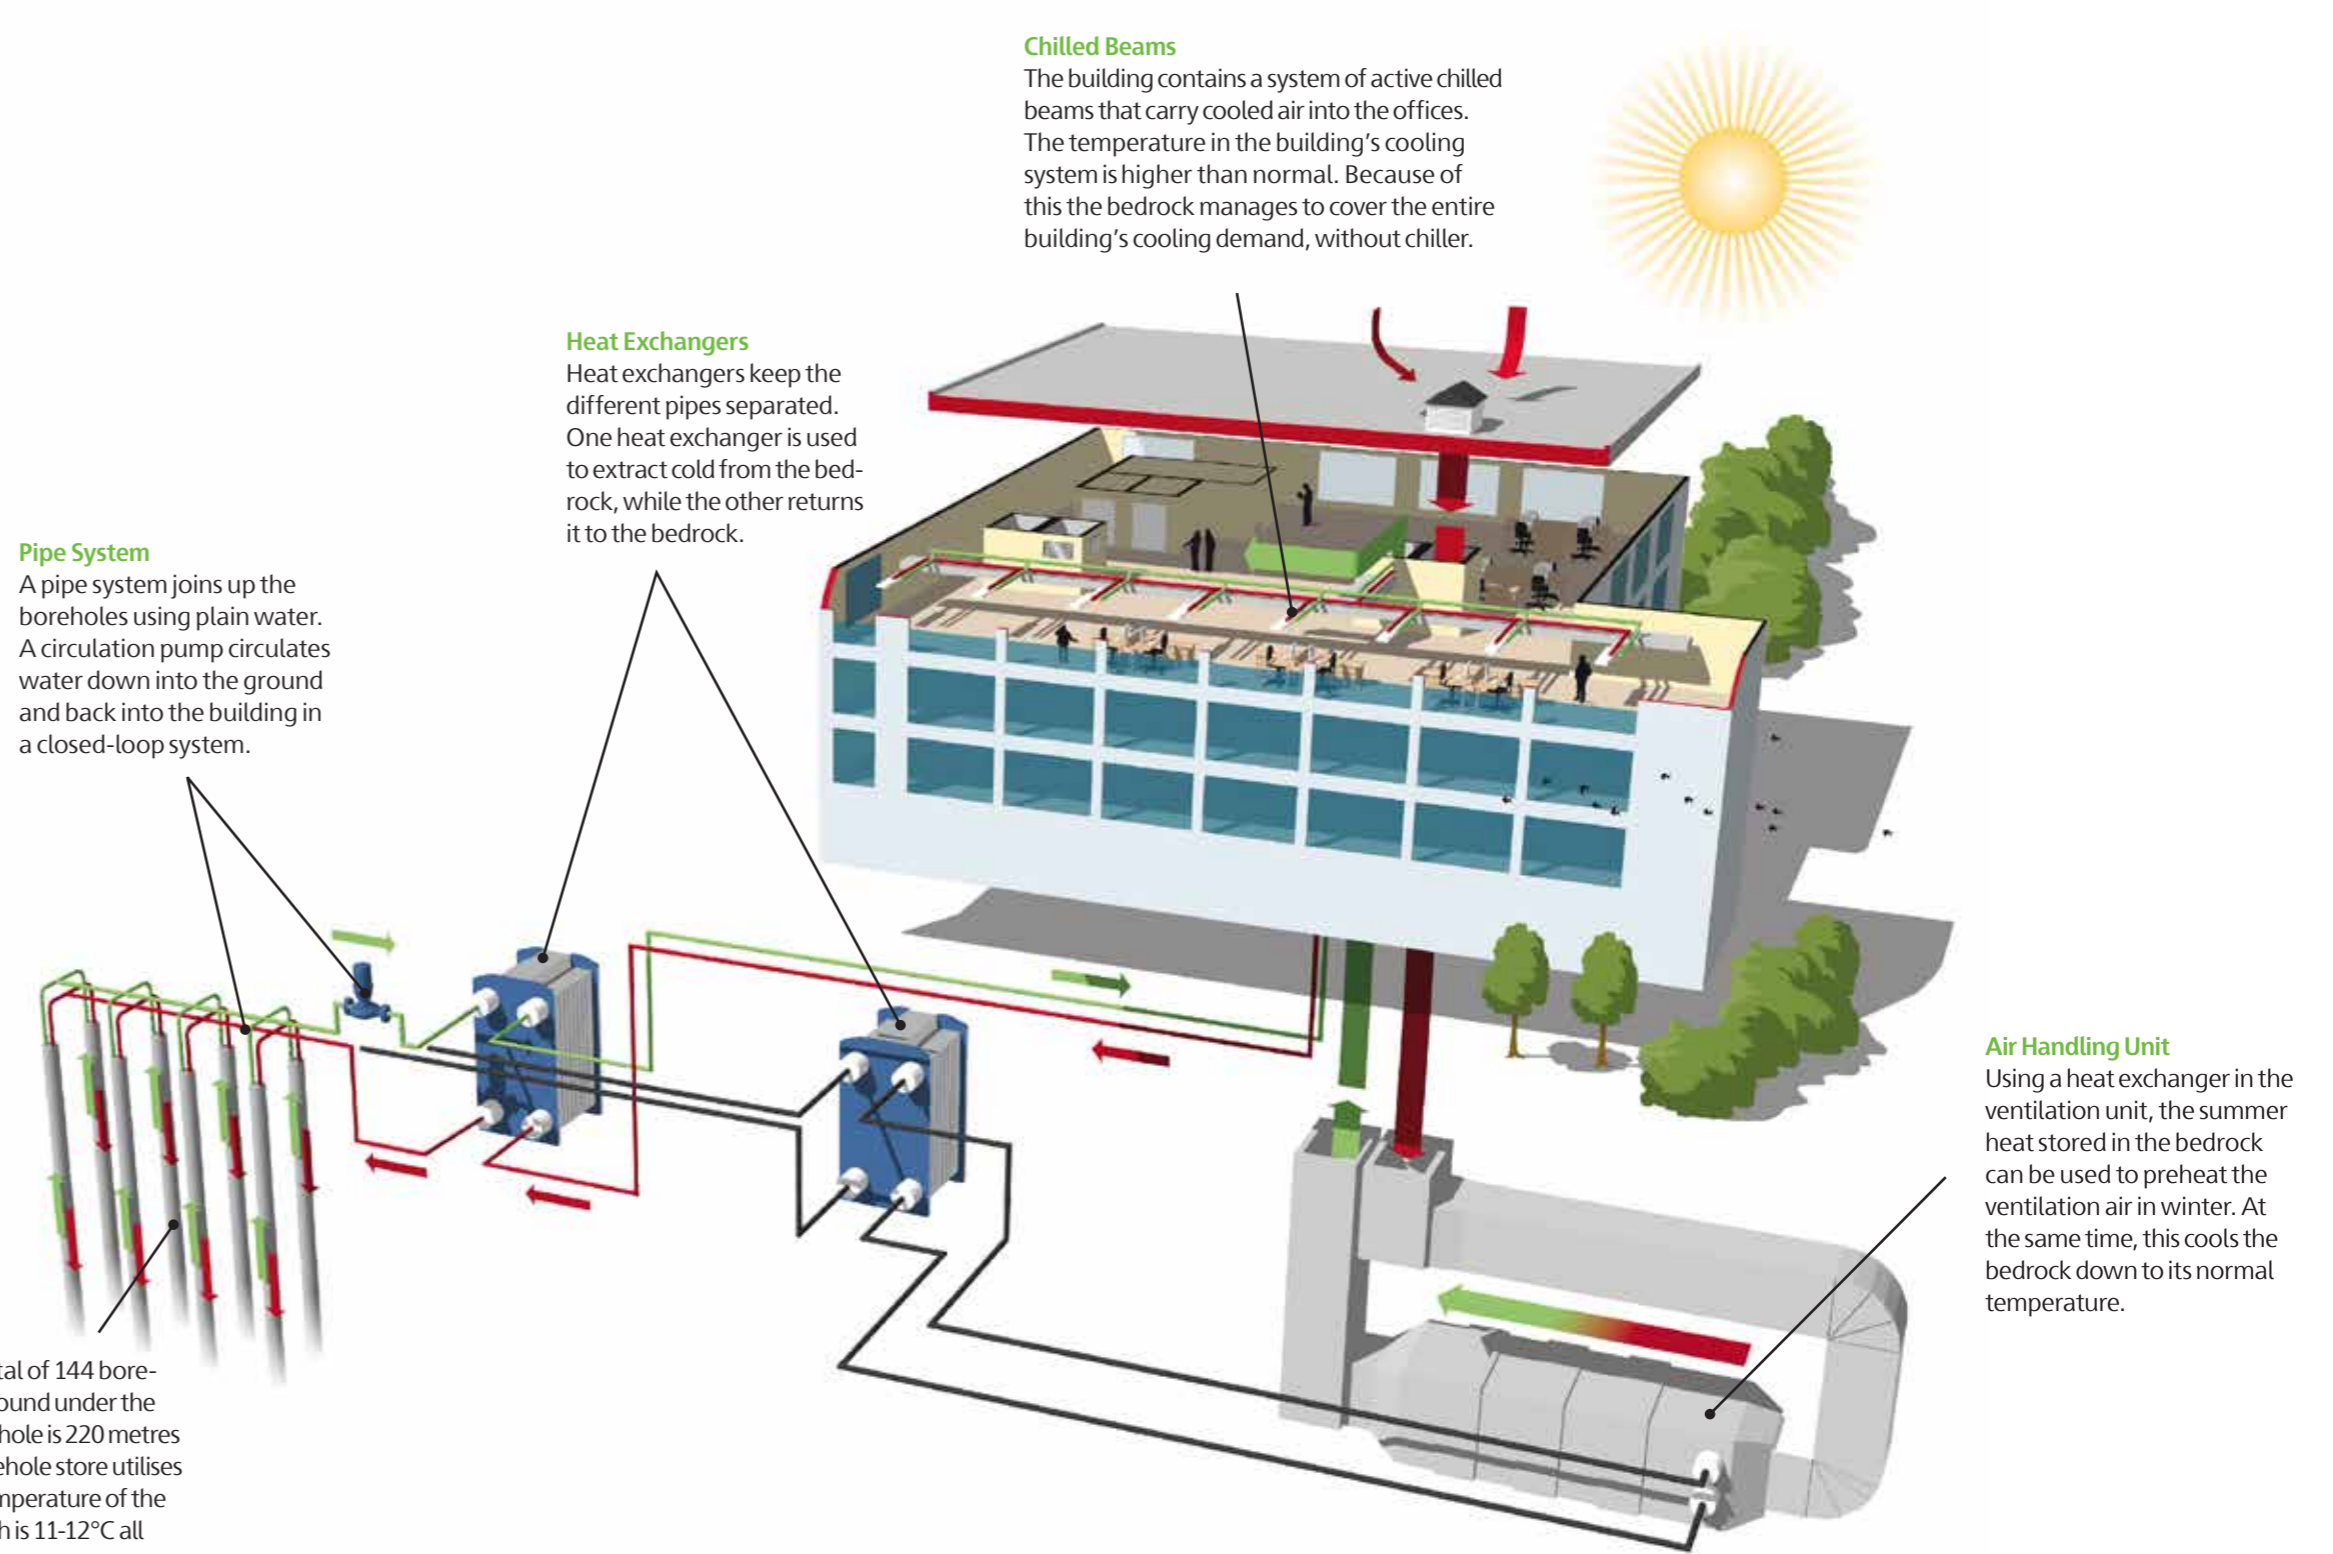 Chilled Beams
The building contains a system of active chilled
beams that carry cooled air into the offices.
The temperature in the building's cooling
system is higher than normal. Because of
this the bedrock manages to cover the entire
building's cooling demand, without chiller.
Heat Exchangers
Heat exchangers keep the
different pipes separated.
One heat exchanger is used
to extract cold from the bed-
rock, while the other returns
it to the bedrock.
Pipe System
A pipe system joins up the
boreholes using plain water.
A circulation pump circulates
water down into the ground
and back into the building in
a closed-loop system.
Air Handling Unit
Using a heat exchanger in the
ventilation unit, the summer
heat stored in the bedrock
can be used to preheat the
ventilation air in winter. At
the same time, this cools the
bedrock down to its normal
temperature.
of 144 bore-
under the
hole is 220 metres
store utilises
of the
is 11-12°C all